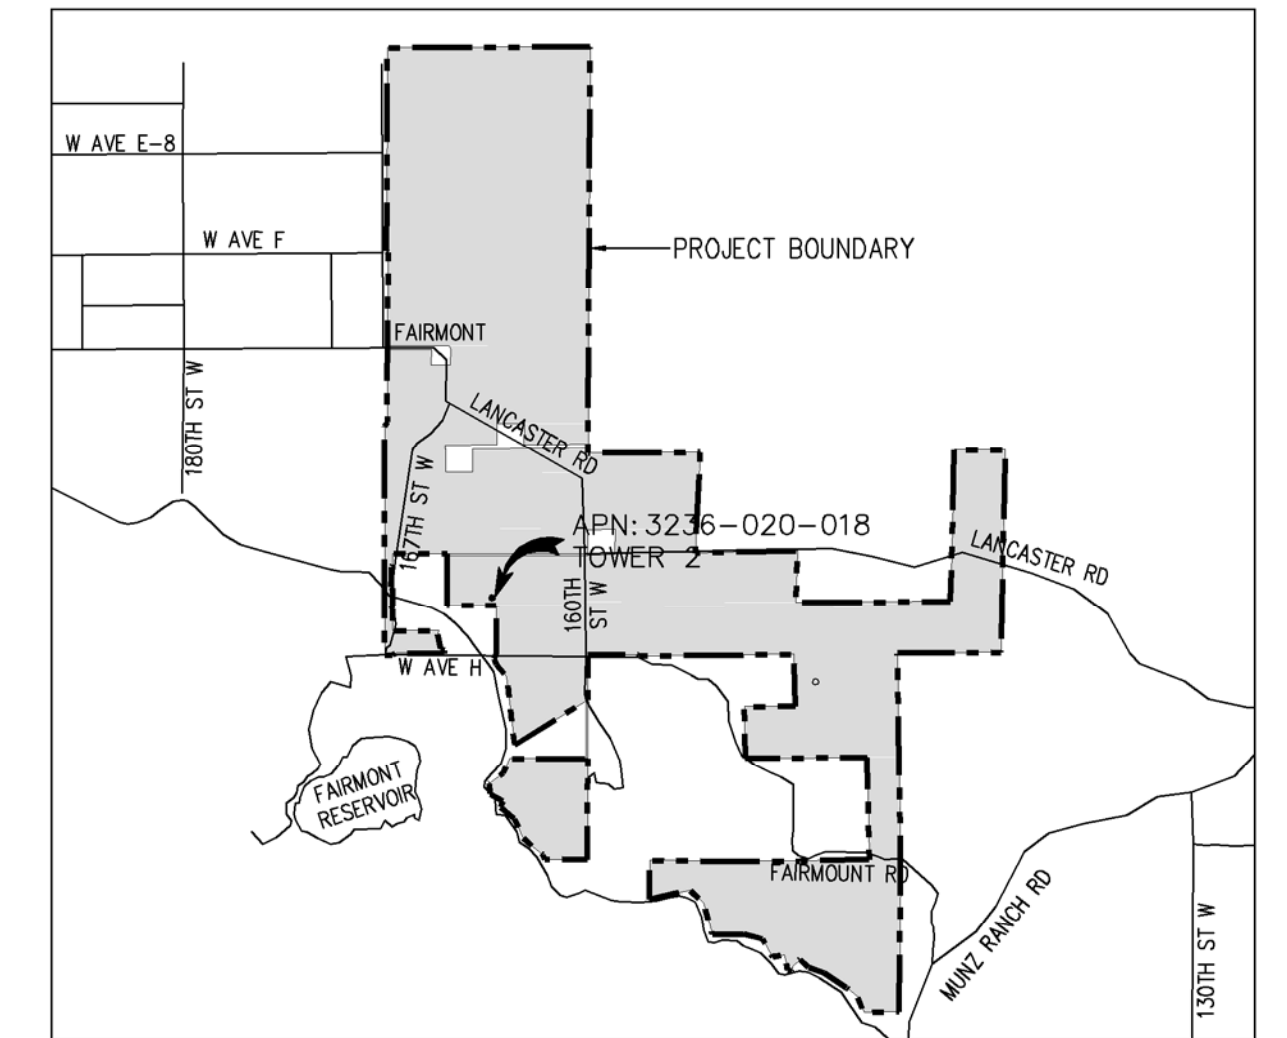 W AVE E-8
W AVE F
PROJECT BOUNDARY
FAIRMONT
180TH ST W
LANCASTER RD
167TH ST W
APN: 3236-020-018
TOWER 2
LANCASTER RD
160TH
ST W
W AVE H
FAIRMONT
RESERVOIR
FAIRMOUNT RD
MUNZ RANCH RD
130TH ST W